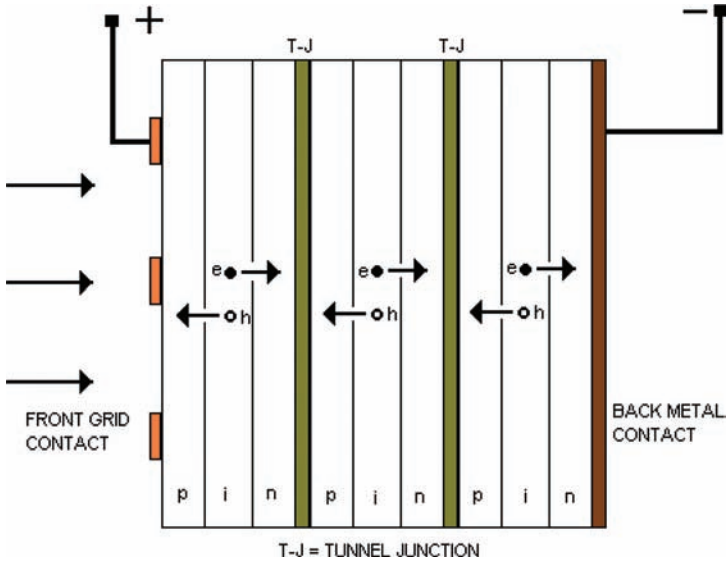 +
−
T-J T-J
e e e
h h h
FRONT GRID
CONTACT
BACK METAL
CONTACT
p i n p i n p i n
T-J = TUNNEL JUNCTION